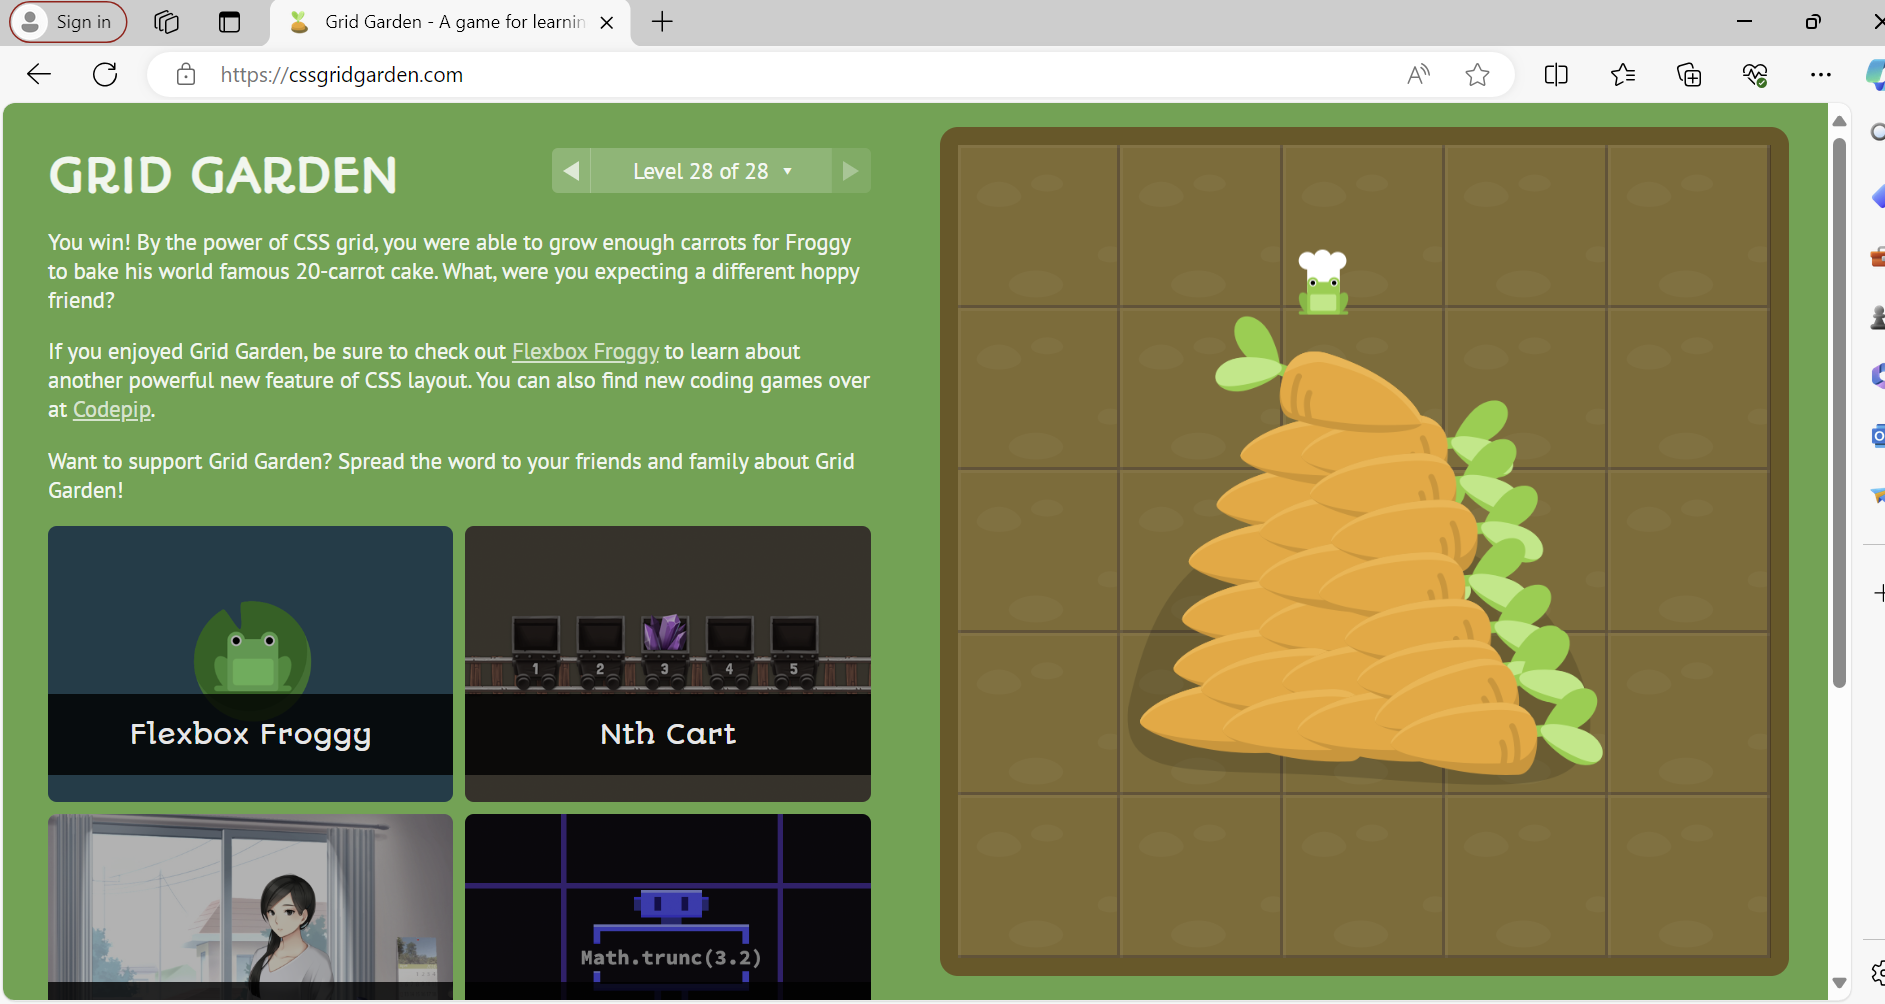 Sign in
Grid Garden - A game for learnin
https://cssgridgarden.com
GRID GARDEN
Level 28 of 28
You win! By the power of CSS grid, you were able to grow enough carrots for Froggy
to bake his world famous 20-carrot cake. What, were you expecting a different hoppy
friend?
If you enjoyed Grid Garden, be sure to check out Flexbox Froggy to learn about
another powerful new feature of CSS layout. You can also find new coding games over
at Codepip.
Want to support Grid Garden? Spread the word to your friends and family about Grid
Garden!
Flexbox Froggy
1 2 3 4 5
Nth Cart
Math.trunc(3.2)